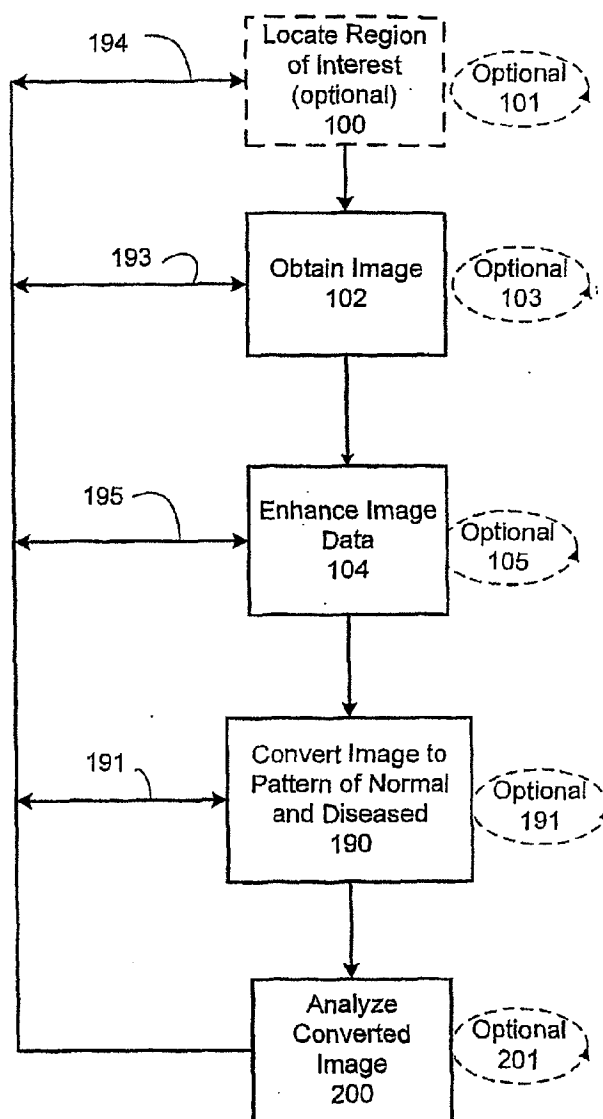 194
Locate Region
of Interest
(optional)
100
Optional
101
193
Obtain Image
102
Optional
103
195
Enhance Image
Data
104
Optional
105
191
Convert Image to
Pattern of Normal
and Diseased
190
Optional
191
Analyze
Converted
Image
200
Optional
201